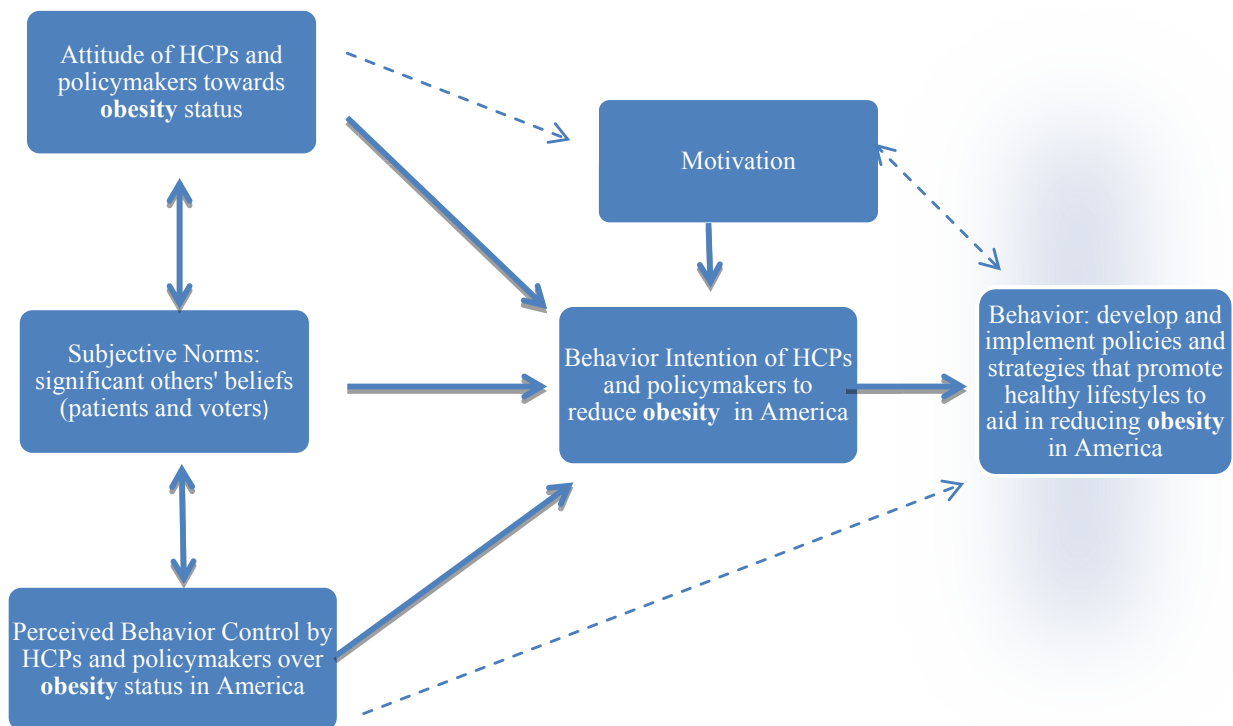 Attitude of HCPs and
policymakers towards
obesity status
Motivation
Subjective Norms:
significant others' beliefs
(patients and voters)
Behavior Intention of HCPs
and policymakers to
reduce obesity in America
Behavior: develop and
implement policies and
strategies that promote
healthy lifestyles to
aid in reducing obesity
in America
Perceived Behavior Control by
HCPs and policymakers over
obesity status in America